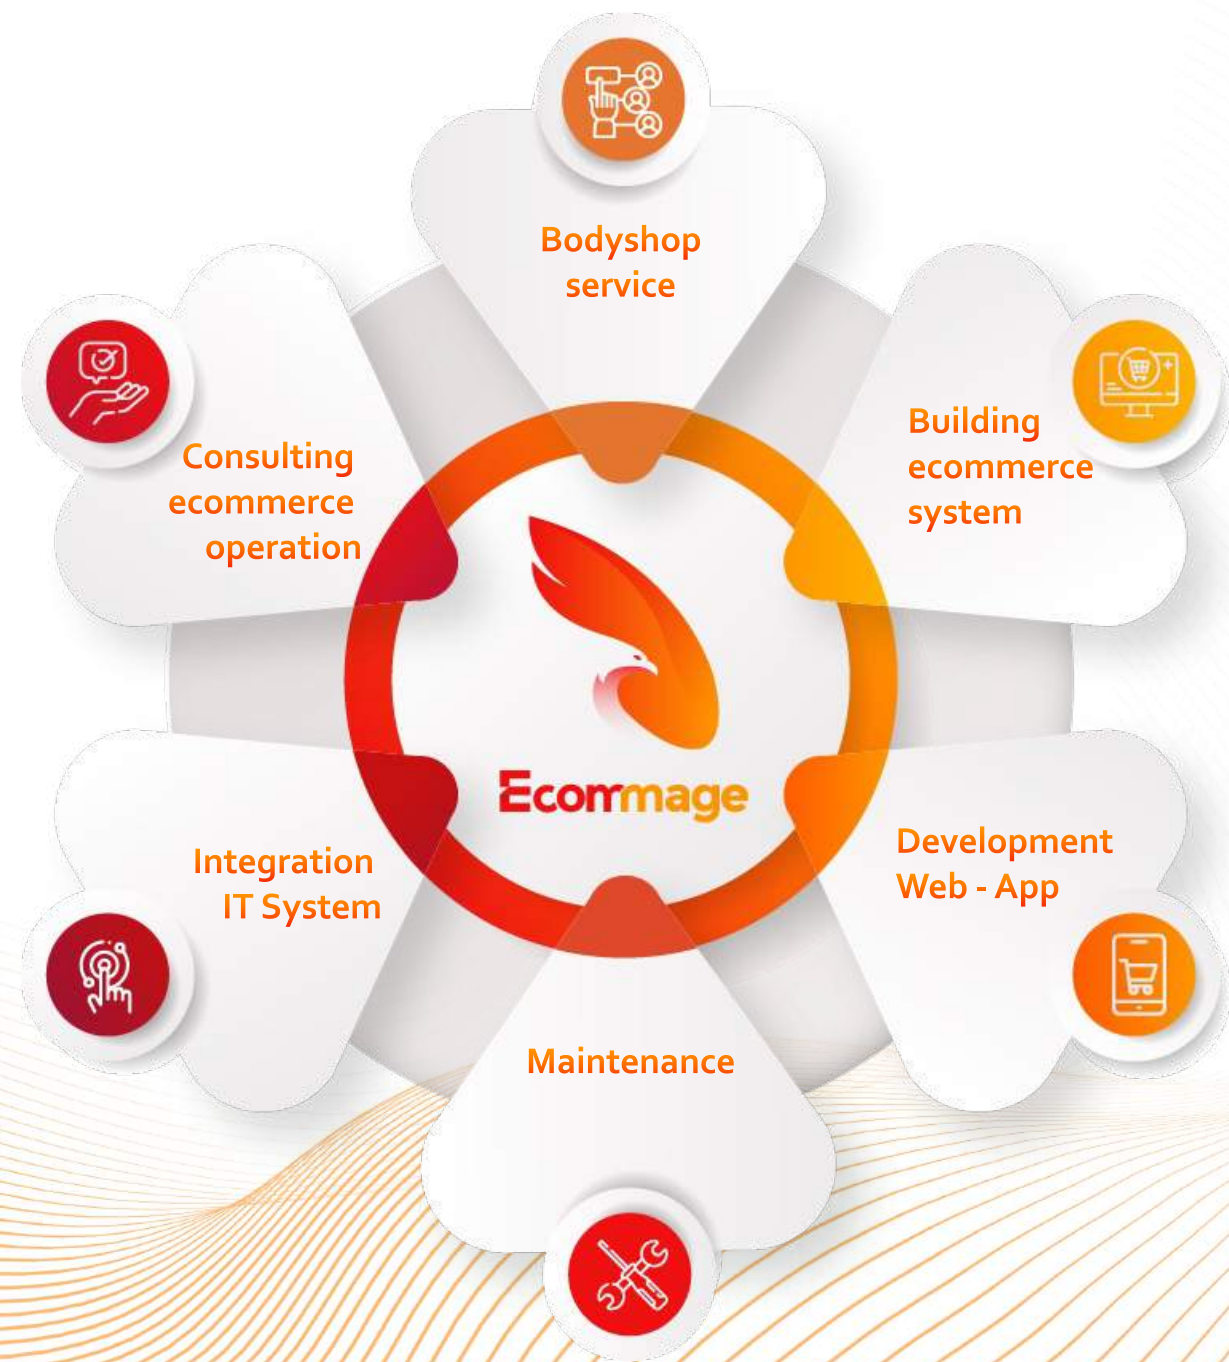 Bodyshop
service
Building
ecommerce
system
Consulting
ecommerce
operation
Ecommage
Development
Web - App
Integration
IT System
Maintenance